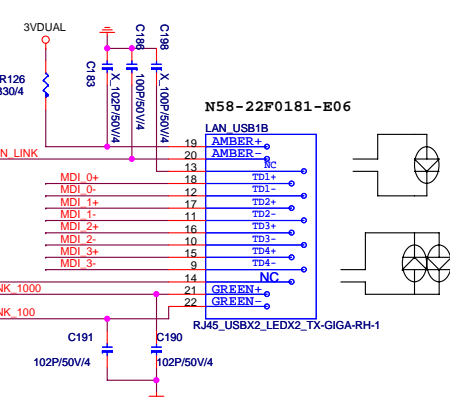 3VDUAL
C186
C198
C183
X_102P/50V/4
100P/50V/4
X_100P/50V/4
R126
330/4
N58-22F0181-E06
LAN_USB1B
19 AMBER+
N_LINK 20 AMBER-
13 NC
MDI_0+ 18 TD1+
MDI_0- 12 TD1-
MDI_1+ 17 TD2+
MDI_1- 11 TD2-
MDI_2+ 16 TD3+
MDI_2- 10 TD3-
MDI_3+ 15 TD4+
MDI_3- 9 TD4-
14 NC
NK_1000 21 GREEN+
NK_100 22 GREEN-
RJ45_USBX2_LEDX2_TX-GIGA-RH-1
C191 C190
102P/50V/4 102P/50V/4